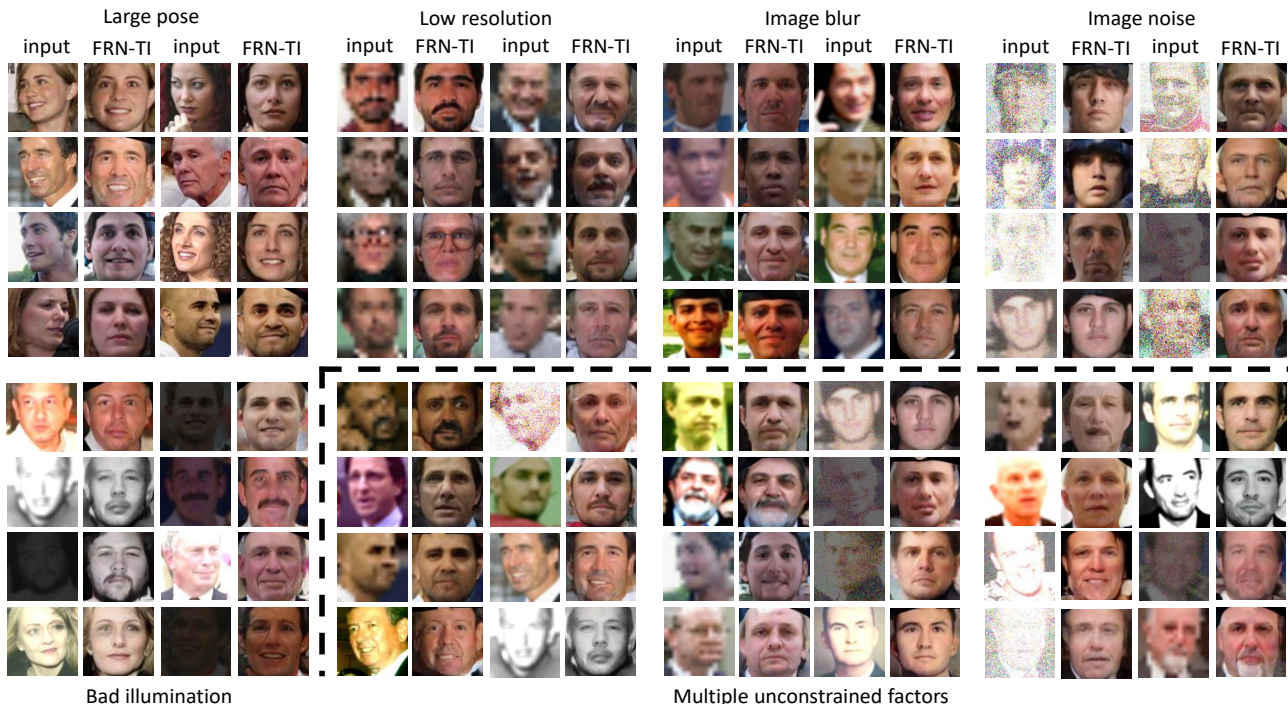 Large pose
Low resolution
Image blur
Image noise
input FRN-TI input FRN-TI
input FRN-TI input FRN-TI
input FRN-TI input FRN-TI
input FRN-TI input FRN-TI
Bad illumination
Multiple unconstrained factors